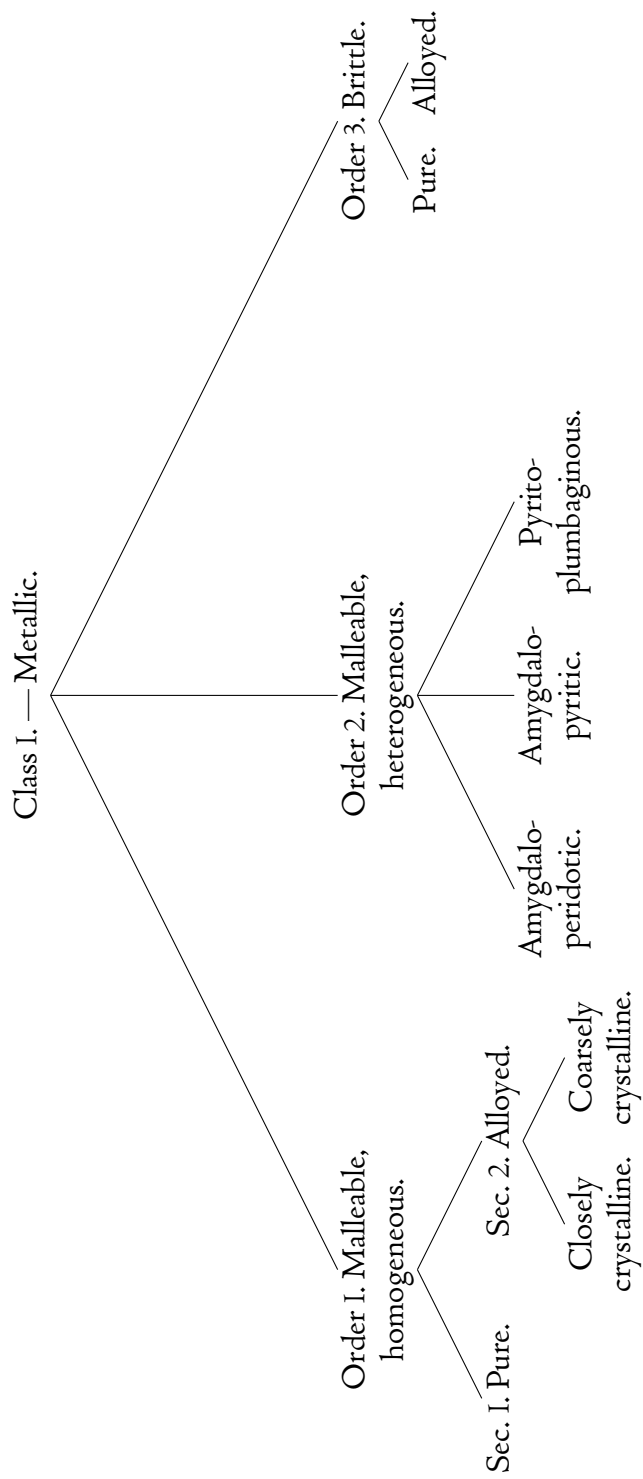 Class I. — Metallic.
Order 1. Malleable,
homogeneous.
Order 2. Malleable,
heterogeneous.
Order 3. Brittle.
Sec. 1. Pure.
Sec. 2. Alloyed.
Closely
crystalline.
Coarsely
crystalline.
Amygdalo-
peridotic.
Amygdalo-
pyritic.
Pyrito-
plumbaginous.
Pure.
Alloyed.